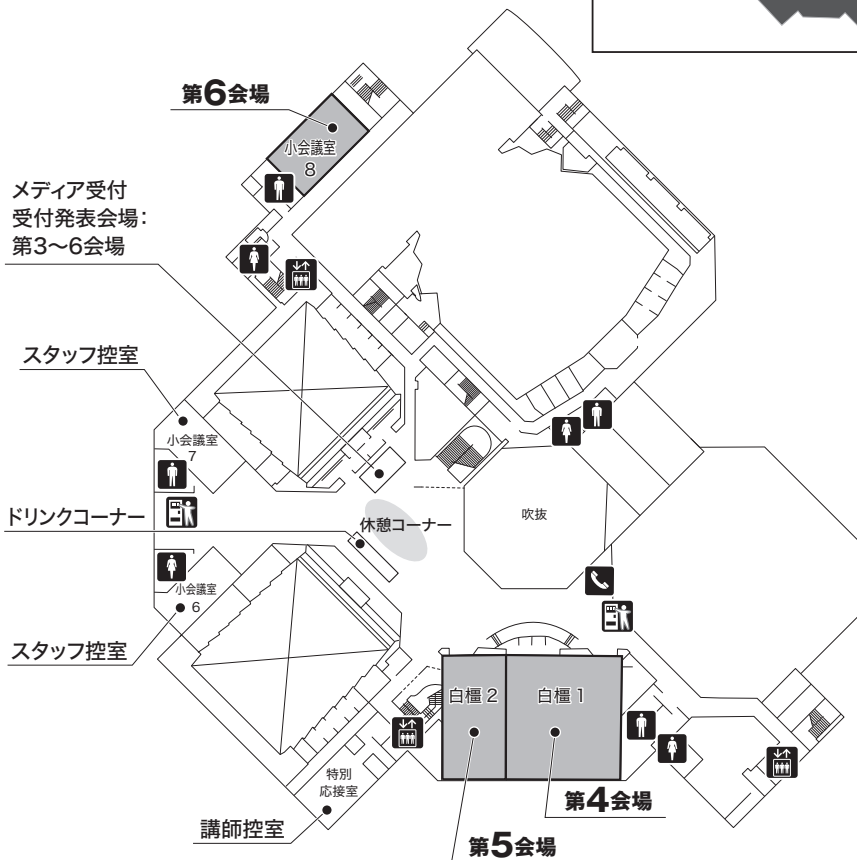 第6会場
小会議室
8
メディア受付
受付発表会場：
第3～6会場
スタッフ控室
小会議室
7
ドリンクコーナー
休憩コーナー
吹抜
小会議室
6
スタッフ控室
白橿 2
白橿 1
特別
応接室
第4会場
講師控室
第5会場